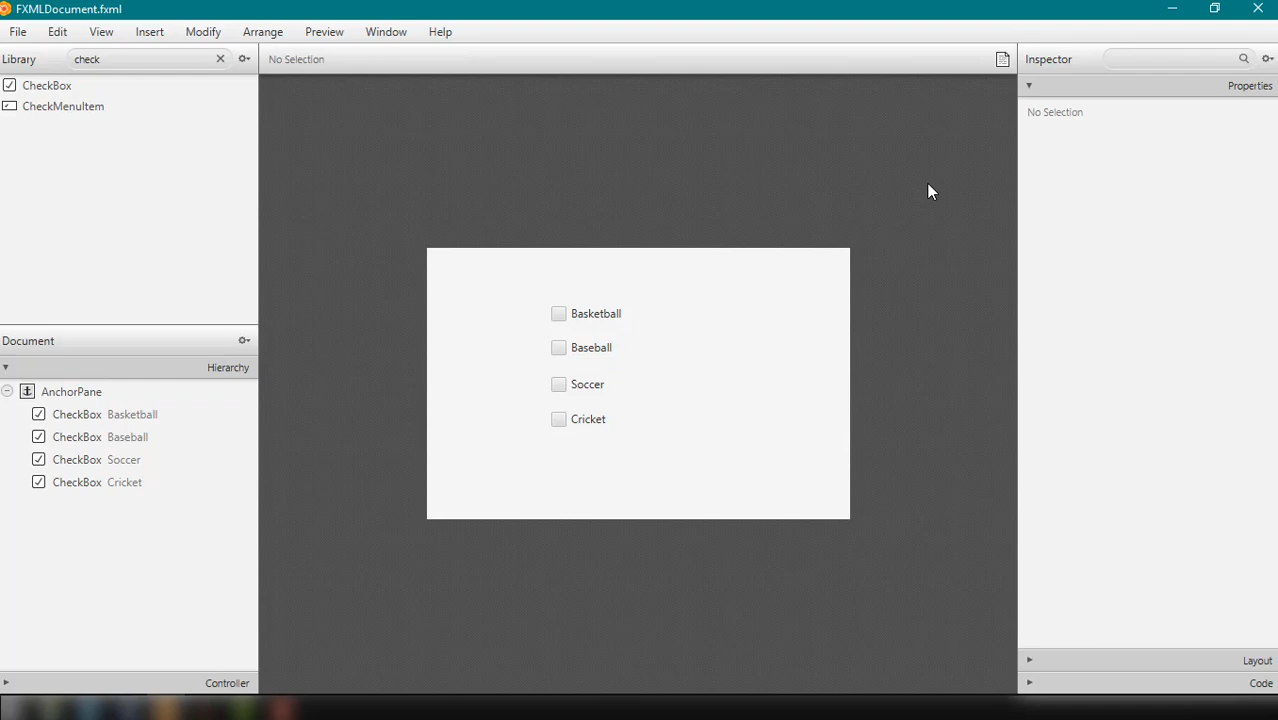 FXMLDocument.fxml
File Edit View Insert Modify Arrange Preview Window Help
Library check No Selection Inspector
CheckBox
CheckMenuItem
Properties
No Selection
Basketball
Baseball
Soccer
Cricket
Document
Hierarchy
AnchorPane
CheckBox Basketball
CheckBox Baseball
CheckBox Soccer
CheckBox Cricket
Controller
Layout
Code